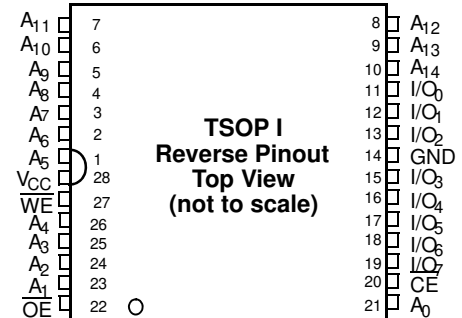 A11 7 8 A12
A10 6 9 A13
A9 5 10 A14
A8 4 11 I/O0
A7 3 12 I/O1
A6 2 13 I/O2
A5 1 14 GND
VCC 28 15 I/O3
WE 27 16 I/O4
A4 26 17 I/O5
A3 25 18 I/O6
A2 24 19 I/O7
A1 23 20 CE
OE 22 21 A0
TSOP I
Reverse Pinout
Top View
(not to scale)